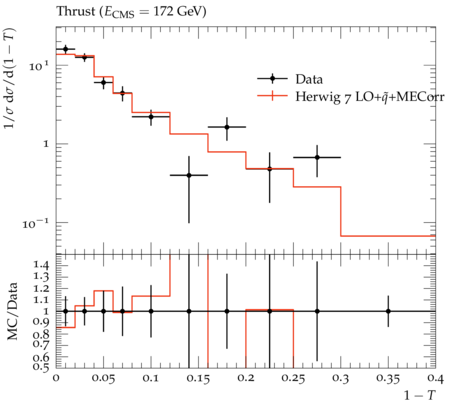 Thrust (E_CMS = 172 GeV)
1/σ dσ/d(1 − T)
10^1
1
10^−1
Data
Herwig 7 LO+q̃+MECorr
MC/Data
1.4
1.3
1.2
1.1
1
0.9
0.8
0.7
0.6
0.5
0 0.05 0.1 0.15 0.2 0.25 0.3 0.35 0.4
1 − T